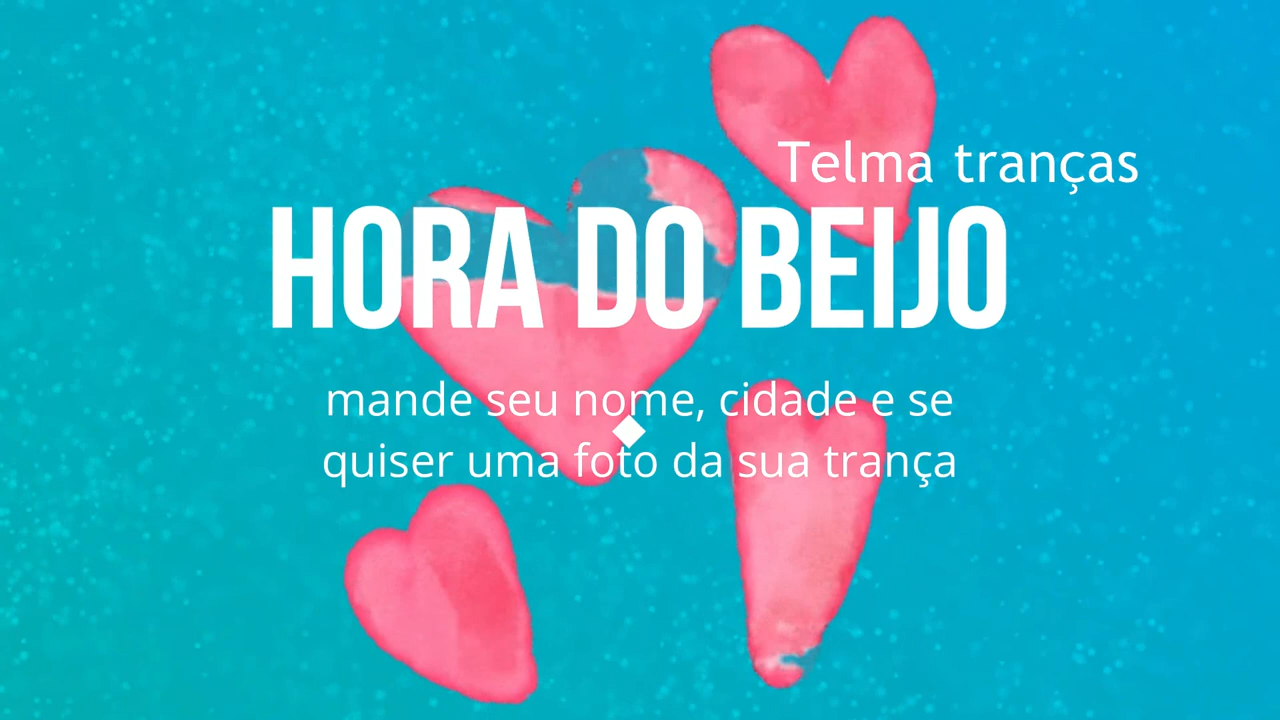 Telma tranças
HORA DO BEIJO
mande seu nome, cidade e se
quiser uma foto da sua trança